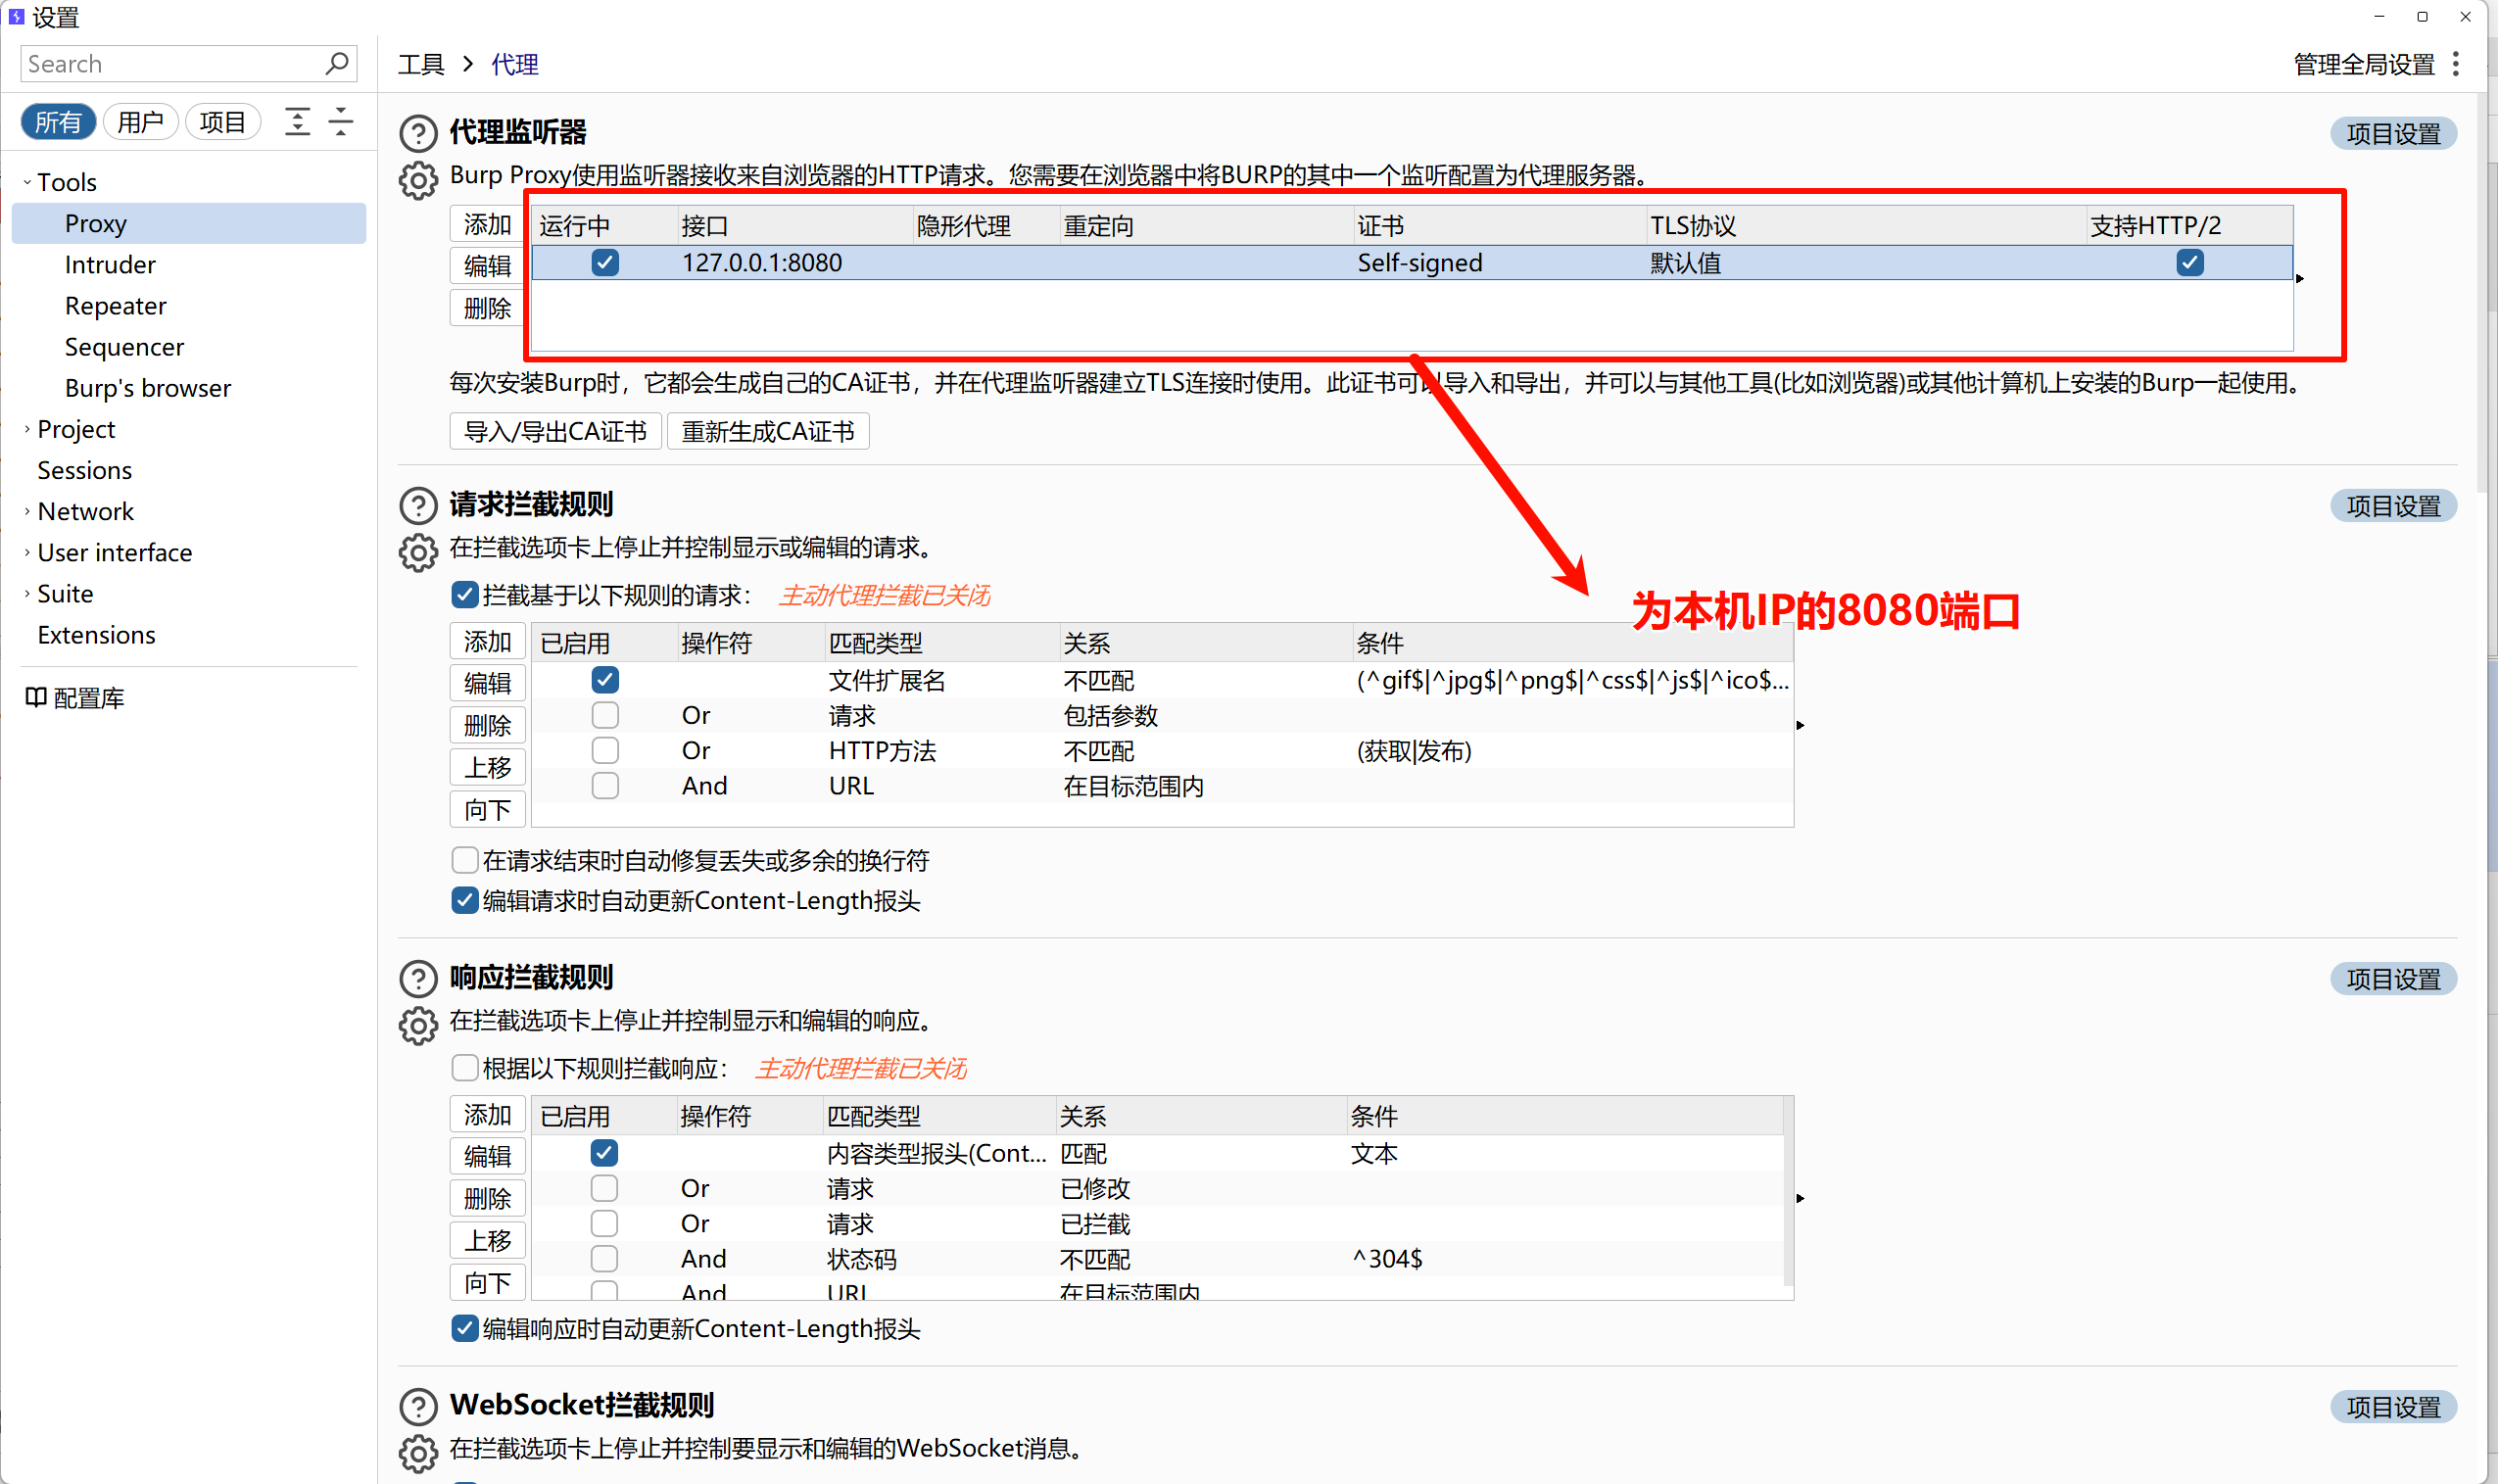 设置
Search
工具 > 代理
管理全局设置
所有 用户 项目
Tools
Proxy
Intruder
Repeater
Sequencer
Burp's browser
Project
Sessions
Network
User interface
Suite
Extensions
配置库
代理监听器
项目设置
Burp Proxy使用监听器接收来自浏览器的HTTP请求。您需要在浏览器中将BURP的其中一个监听配置为代理服务器。
添加
编辑
删除
运行中 接口 隐形代理 重定向 证书 TLS协议 支持HTTP/2
127.0.0.1:8080 Self-signed 默认值
每次安装Burp时，它都会生成自己的CA证书，并在代理监听器建立TLS连接时使用。此证书可以导入和导出，并可以与其他工具(比如浏览器)或其他计算机上安装的Burp一起使用。
导入/导出CA证书 重新生成CA证书
为本机IP的8080端口
请求拦截规则
项目设置
在拦截选项卡上停止并控制显示或编辑的请求。
拦截基于以下规则的请求： 主动代理拦截已关闭
添加
编辑
删除
上移
向下
已启用 操作符 匹配类型 关系 条件
文件扩展名 不匹配 (^gif$|^jpg$|^png$|^css$|^js$|^ico$...
Or 请求 包括参数
Or HTTP方法 不匹配 (获取|发布)
And URL 在目标范围内
在请求结束时自动修复丢失或多余的换行符
编辑请求时自动更新Content-Length报头
响应拦截规则
项目设置
在拦截选项卡上停止并控制显示和编辑的响应。
根据以下规则拦截响应： 主动代理拦截已关闭
添加
编辑
删除
上移
向下
已启用 操作符 匹配类型 关系 条件
内容类型报头(Cont... 匹配 文本
Or 请求 已修改
Or 请求 已拦截
And 状态码 不匹配 ^304$
And URL 在目标范围内
编辑响应时自动更新Content-Length报头
WebSocket拦截规则
项目设置
在拦截选项卡上停止并控制要显示和编辑的WebSocket消息。